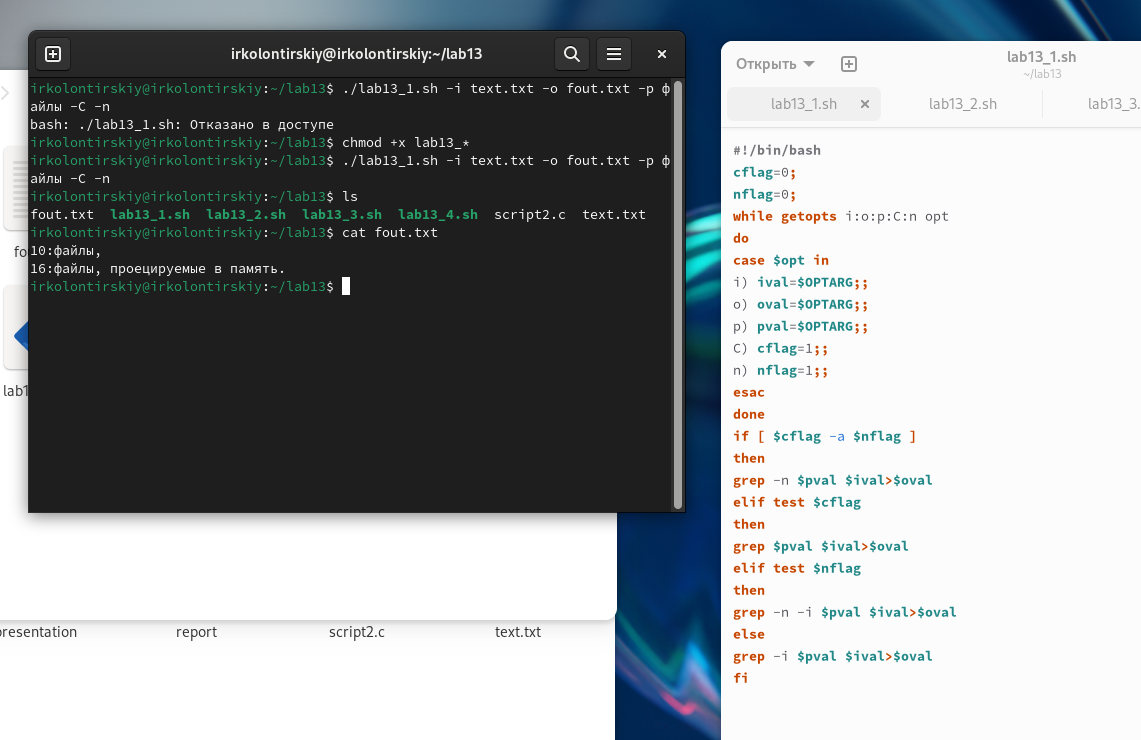 irkolontirskiy@irkolontirskiy:~/lab13
irkolontirskiy@irkolontirskiy:~/lab13$ ./lab13_1.sh -i text.txt -o fout.txt -p ф
айлы -C -n
bash: ./lab13_1.sh: Отказано в доступе
irkolontirskiy@irkolontirskiy:~/lab13$ chmod +x lab13_*
irkolontirskiy@irkolontirskiy:~/lab13$ ./lab13_1.sh -i text.txt -o fout.txt -p ф
айлы -C -n
irkolontirskiy@irkolontirskiy:~/lab13$ ls
fout.txt lab13_1.sh lab13_2.sh lab13_3.sh lab13_4.sh script2.c text.txt
irkolontirskiy@irkolontirskiy:~/lab13$ cat fout.txt
10:файлы,
16:файлы, проецируемые в память.
irkolontirskiy@irkolontirskiy:~/lab13$
fo
lab1
presentation report script2.c text.txt
Открыть
lab13_1.sh
~/lab13
lab13_1.sh lab13_2.sh lab13_3.
#!/bin/bash
cflag=0;
nflag=0;
while getopts i:o:p:C:n opt
do
case $opt in
i) ival=$OPTARG;;
o) oval=$OPTARG;;
p) pval=$OPTARG;;
C) cflag=1;;
n) nflag=1;;
esac
done
if [ $cflag -a $nflag ]
then
grep -n $pval $ival>$oval
elif test $cflag
then
grep $pval $ival>$oval
elif test $nflag
then
grep -n -i $pval $ival>$oval
else
grep -i $pval $ival>$oval
fi